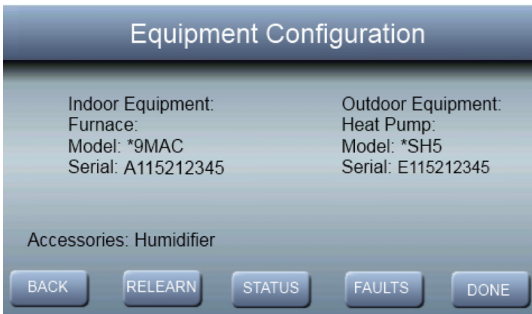 Equipment Configuration
Indoor Equipment:
Furnace:
Model: *9MAC
Serial: A115212345
Outdoor Equipment:
Heat Pump:
Model: *SH5
Serial: E115212345
Accessories: Humidifier
BACK
RELEARN
STATUS
FAULTS
DONE